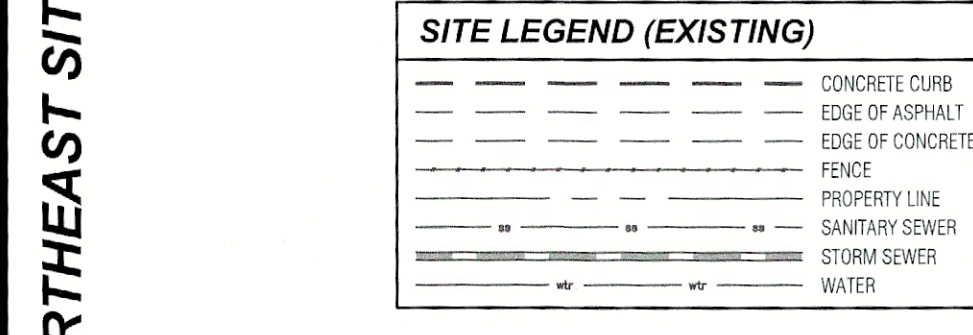 RTHEAST SIT
SITE LEGEND (EXISTING)
CONCRETE CURB
EDGE OF ASPHALT
EDGE OF CONCRETE
FENCE
PROPERTY LINE
ss ss ss SANITARY SEWER
STORM SEWER
wtr wtr WATER